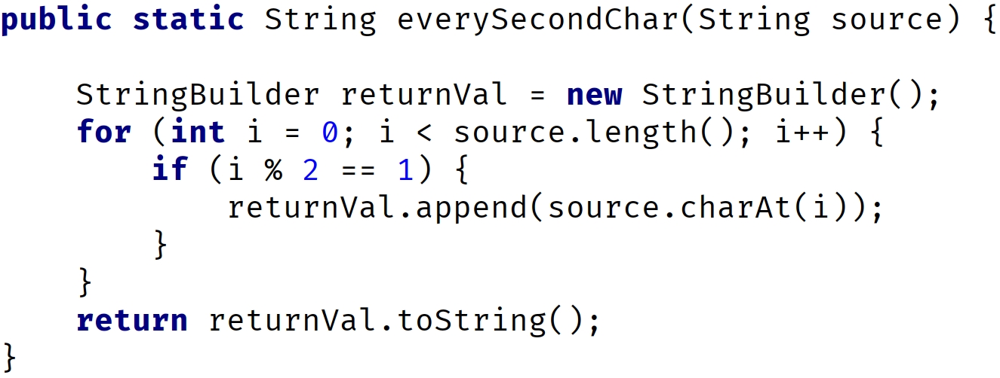 public static String everySecondChar(String source) {
    StringBuilder returnVal = new StringBuilder();
    for (int i = 0; i < source.length(); i++) {
        if (i % 2 == 1) {
            returnVal.append(source.charAt(i));
        }
    }
    return returnVal.toString();
}